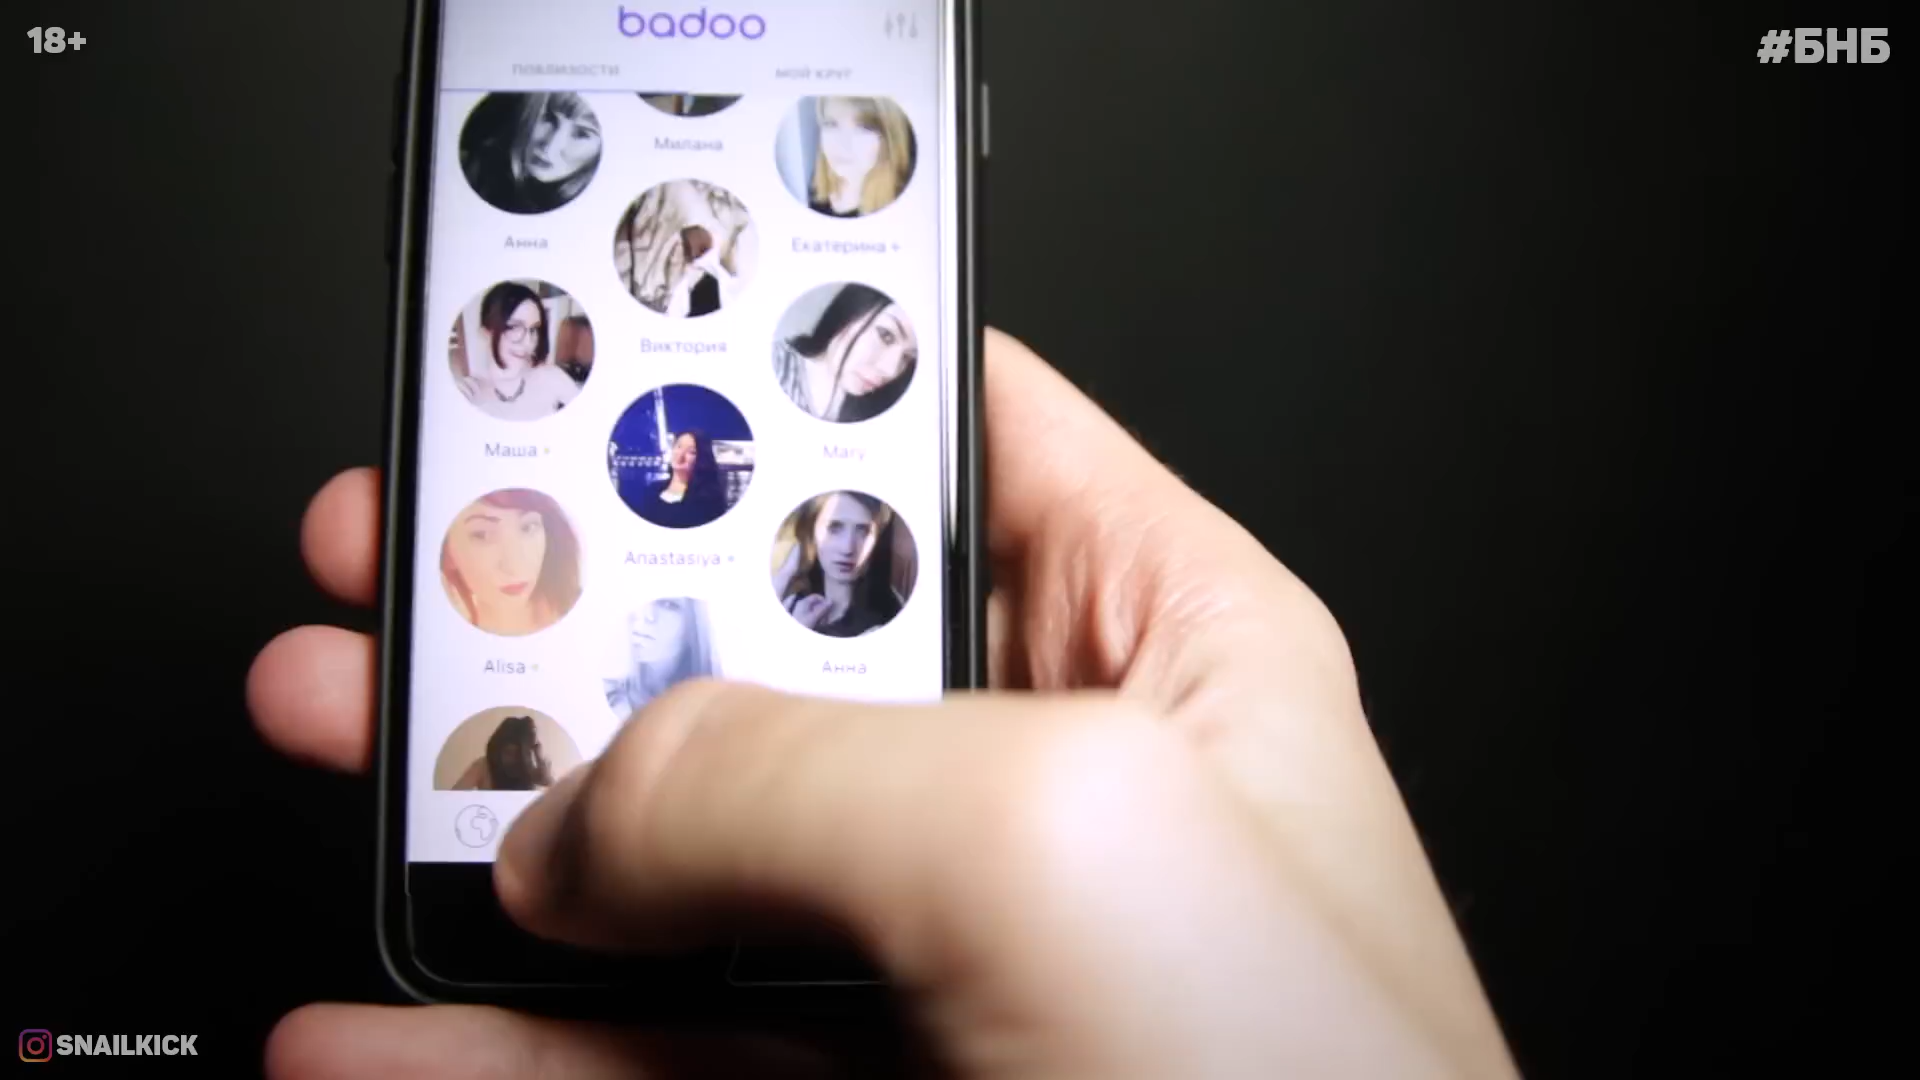 18+
#БНБ
badoo
ПОБЛИЗОСТИ
МОЙ КРУГ
Милана
Анна
Екатерина
Виктория
Маша
Mary
Anastasiya
Alisa
Анна
SNAILKICK